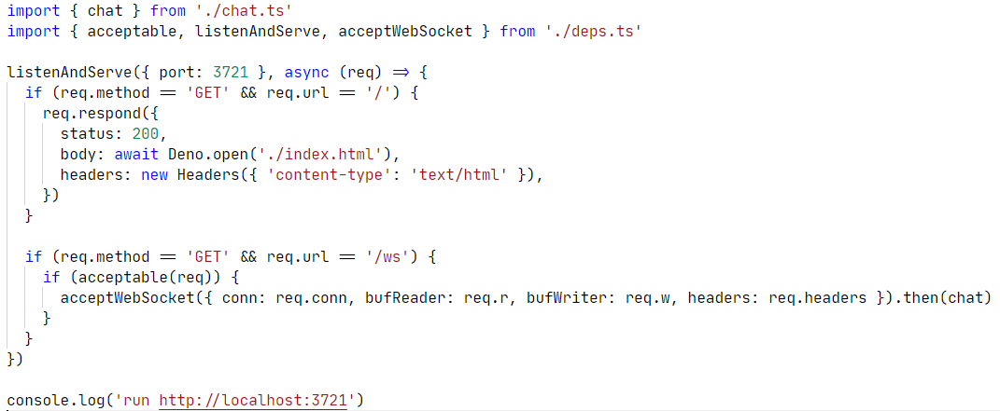 import { chat } from './chat.ts'
import { acceptable, listenAndServe, acceptWebSocket } from './deps.ts'

listenAndServe({ port: 3721 }, async (req) => {
  if (req.method == 'GET' && req.url == '/') {
    req.respond({
      status: 200,
      body: await Deno.open('./index.html'),
      headers: new Headers({ 'content-type': 'text/html' }),
    })
  }

  if (req.method == 'GET' && req.url == '/ws') {
    if (acceptable(req)) {
      acceptWebSocket({ conn: req.conn, bufReader: req.r, bufWriter: req.w, headers: req.headers }).then(chat)
    }
  }
})

console.log('run http://localhost:3721')